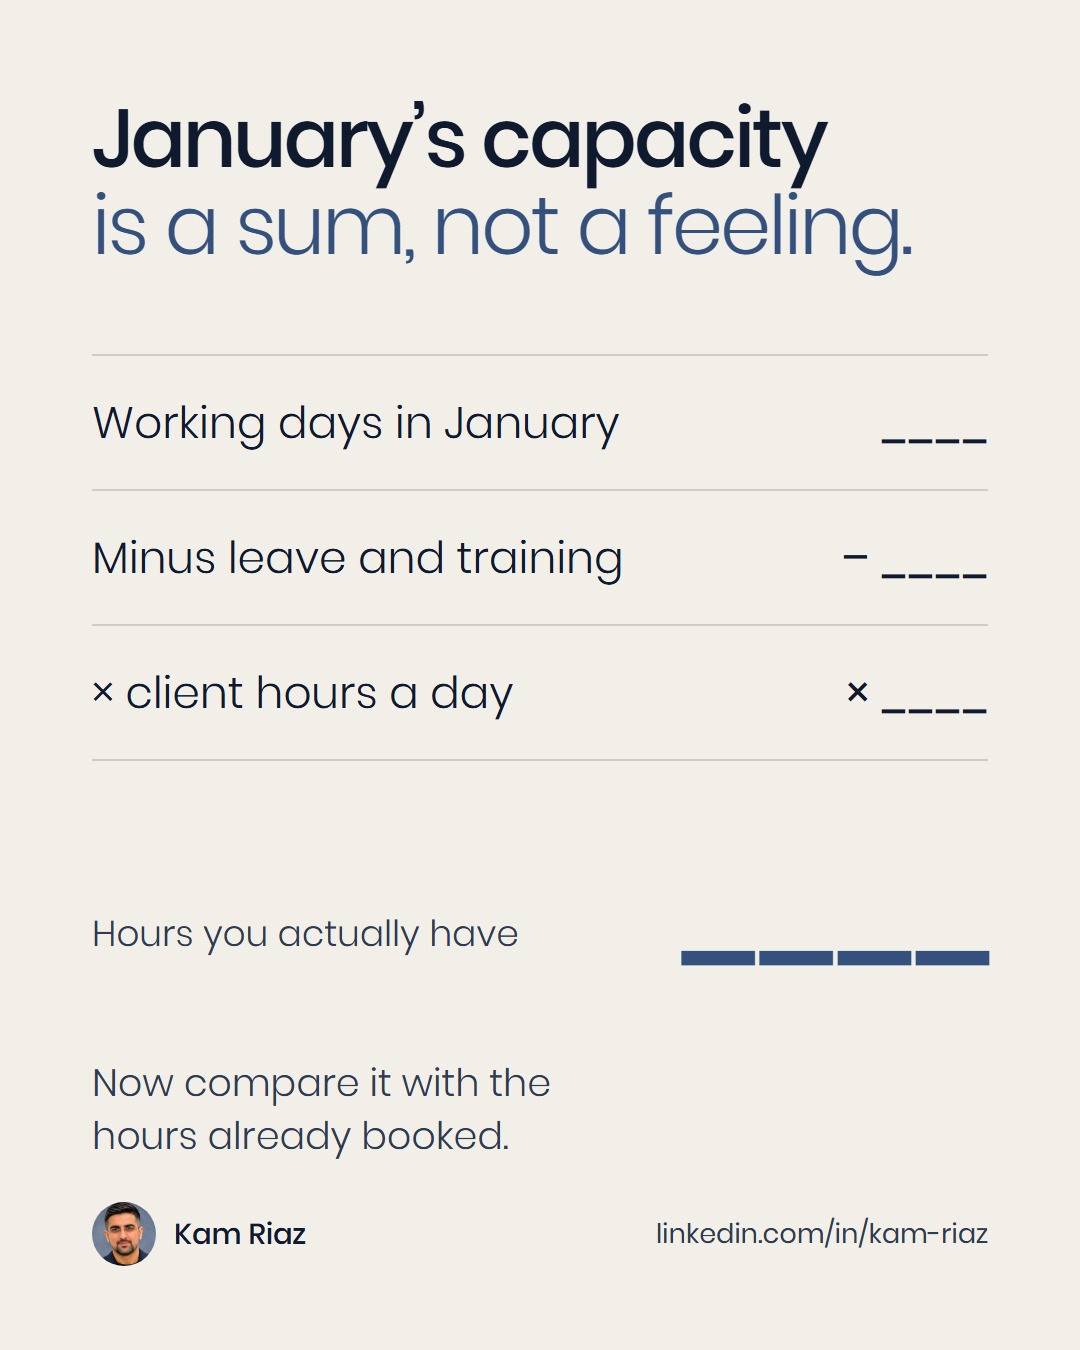 January’s capacity
is a sum, not a feeling.
Working days in January ____
Minus leave and training – ____
× client hours a day × ____
Hours you actually have ____
Now compare it with the
hours already booked.
Kam Riaz
linkedin.com/in/kam-riaz